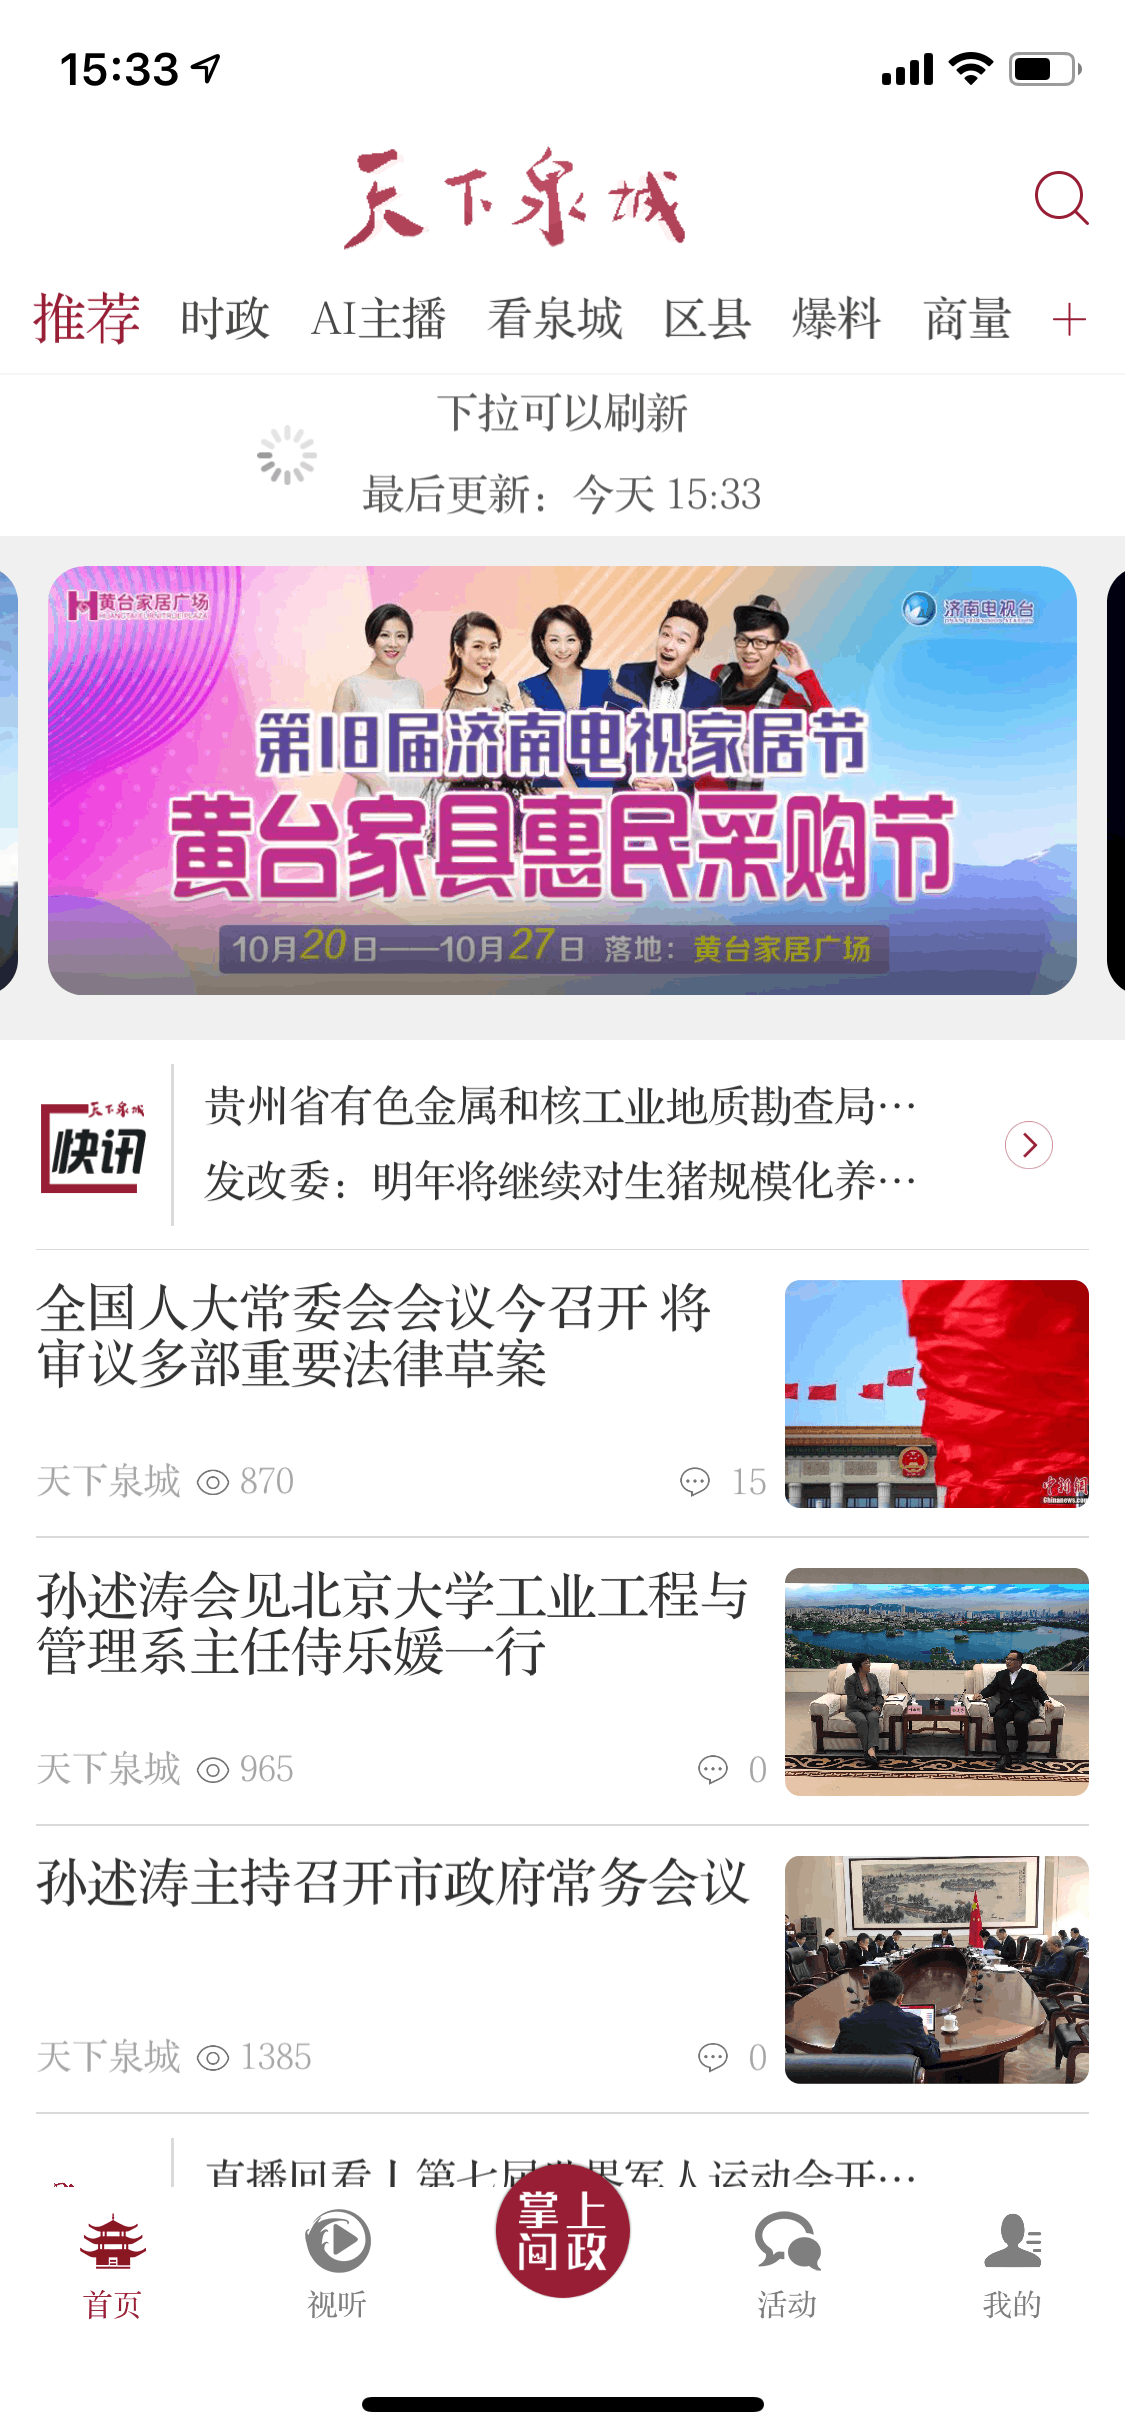 15:33
天下泉城
推荐 时政 AI主播 看泉城 区县 爆料 商量
下拉可以刷新
最后更新：今天 15:33
黄台家居广场
HUANGTAI FURNITROE PLAZA
济南电视台
第18届济南电视家居节
黄台家具惠民采购节
10月20日——10月27日 落地：黄台家居广场
天下泉城
快讯
贵州省有色金属和核工业地质勘查局…
发改委：明年将继续对生猪规模化养…
全国人大常委会会议今召开 将
审议多部重要法律草案
天下泉城 870 15
中新网
Chinanews.com
孙述涛会见北京大学工业工程与
管理系主任侍乐媛一行
天下泉城 965 0
孙述涛主持召开市政府常务会议
天下泉城 1385 0
直播回看丨第七届世界军人运动会开…
掌上
问政
首页 视听 活动 我的